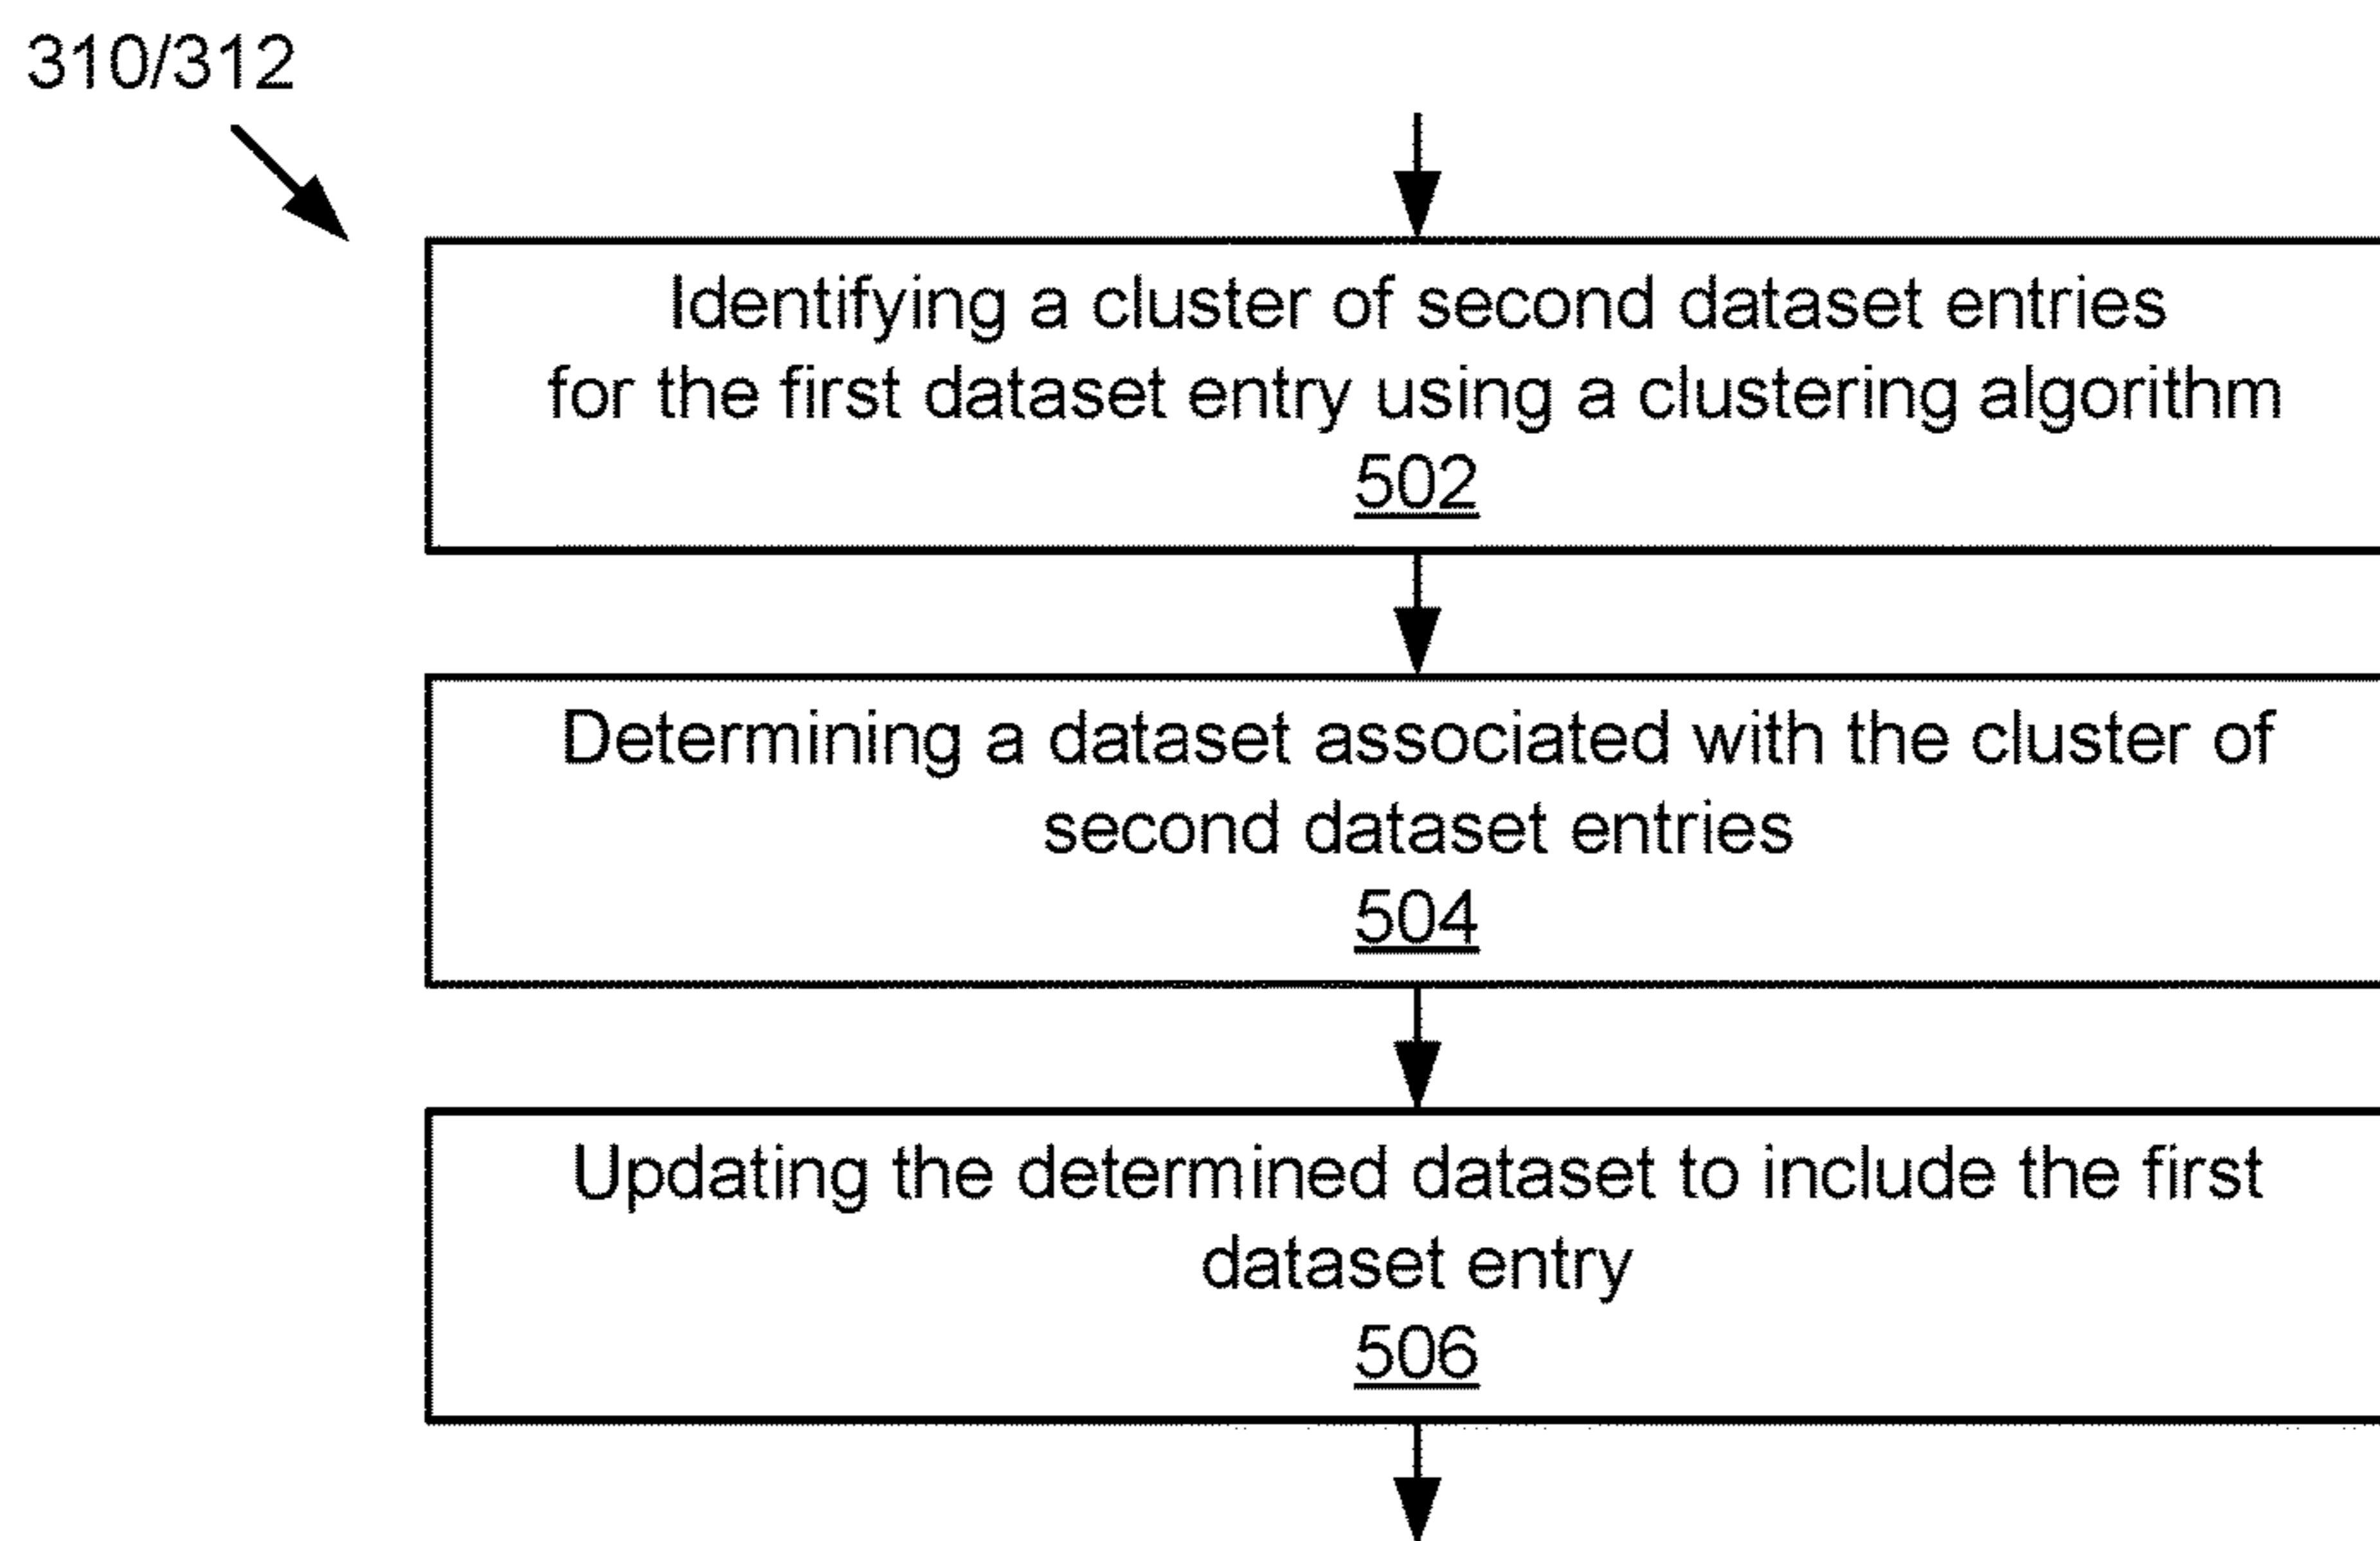 310/312
Identifying a cluster of second dataset entries
for the first dataset entry using a clustering algorithm
502
Determining a dataset associated with the cluster of
second dataset entries
504
Updating the determined dataset to include the first
dataset entry
506